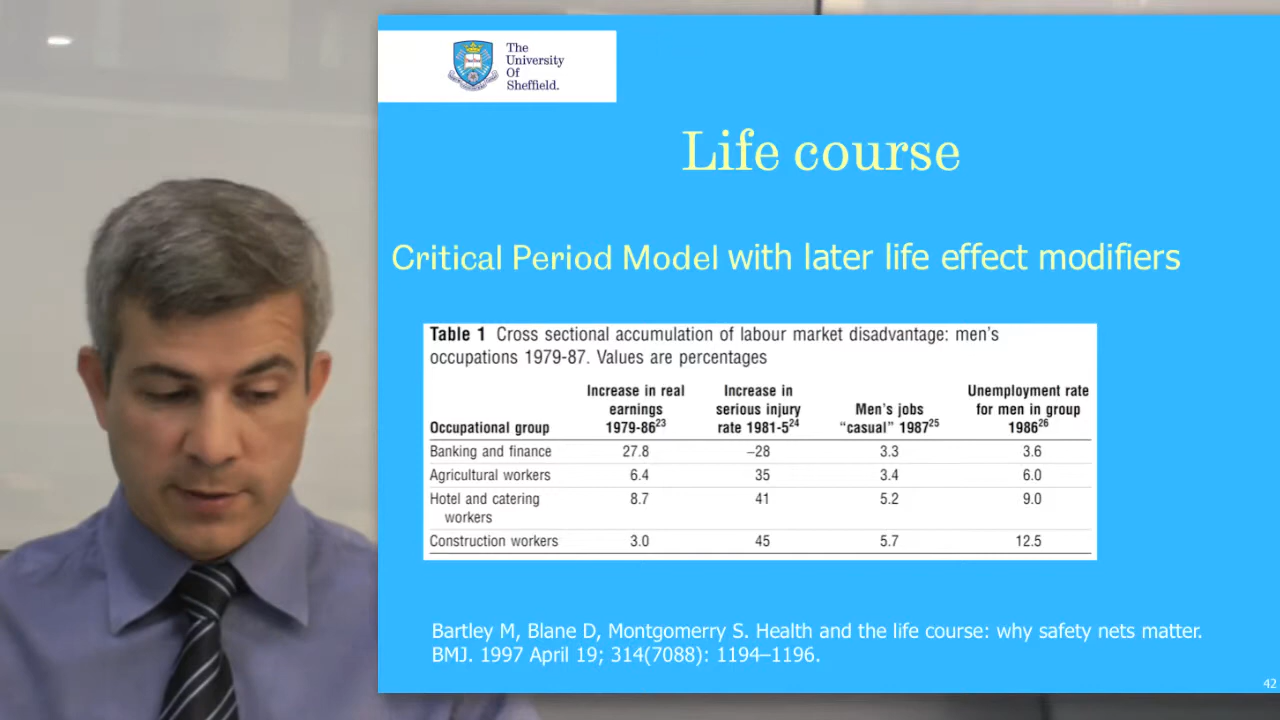 The
University
Of
Sheffield.
Life course
Critical Period Model with later life effect modifiers
Table 1 Cross sectional accumulation of labour market disadvantage: men's
occupations 1979-87. Values are percentages
Occupational group Increase in real earnings 1979-86²³ Increase in serious injury rate 1981-5²⁴ Men's jobs "casual" 1987²⁵ Unemployment rate for men in group 1986²⁶
Banking and finance 27.8 –28 3.3 3.6
Agricultural workers 6.4 35 3.4 6.0
Hotel and catering 8.7 41 5.2 9.0
workers
Construction workers 3.0 45 5.7 12.5
Bartley M, Blane D, Montgomerry S. Health and the life course: why safety nets matter.
BMJ. 1997 April 19; 314(7088): 1194–1196.
42